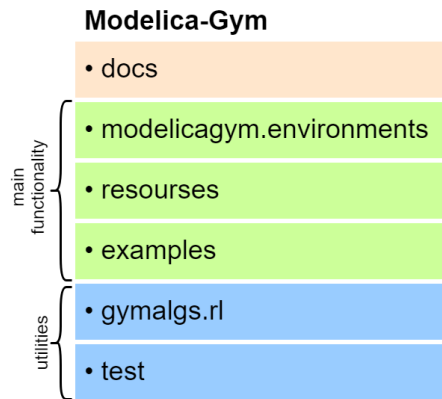 Modelica-Gym
• docs
main
functionality
• modelicagym.environments
• resourses
• examples
utilities
• gymalgs.rl
• test